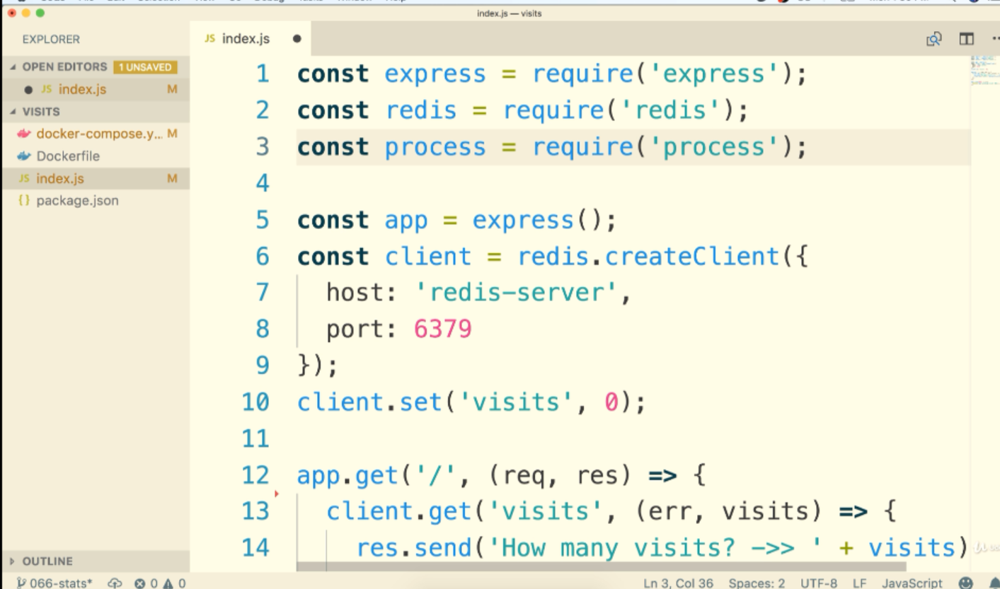 index.js — visits
EXPLORER
JS index.js ●
OPEN EDITORS 1 UNSAVED
● JS index.js M
VISITS
docker-compose.y... M
Dockerfile
JS index.js M
{} package.json
1 const express = require('express');
2 const redis = require('redis');
3 const process = require('process');
4
5 const app = express();
6 const client = redis.createClient({
7 host: 'redis-server',
8 port: 6379
9 });
10 client.set('visits', 0);
11
12 app.get('/', (req, res) => {
13 client.get('visits', (err, visits) => {
14 res.send('How many visits? ->> ' + visits)
OUTLINE
066-stats* 0 0 Ln 3, Col 36 Spaces: 2 UTF-8 LF JavaScript